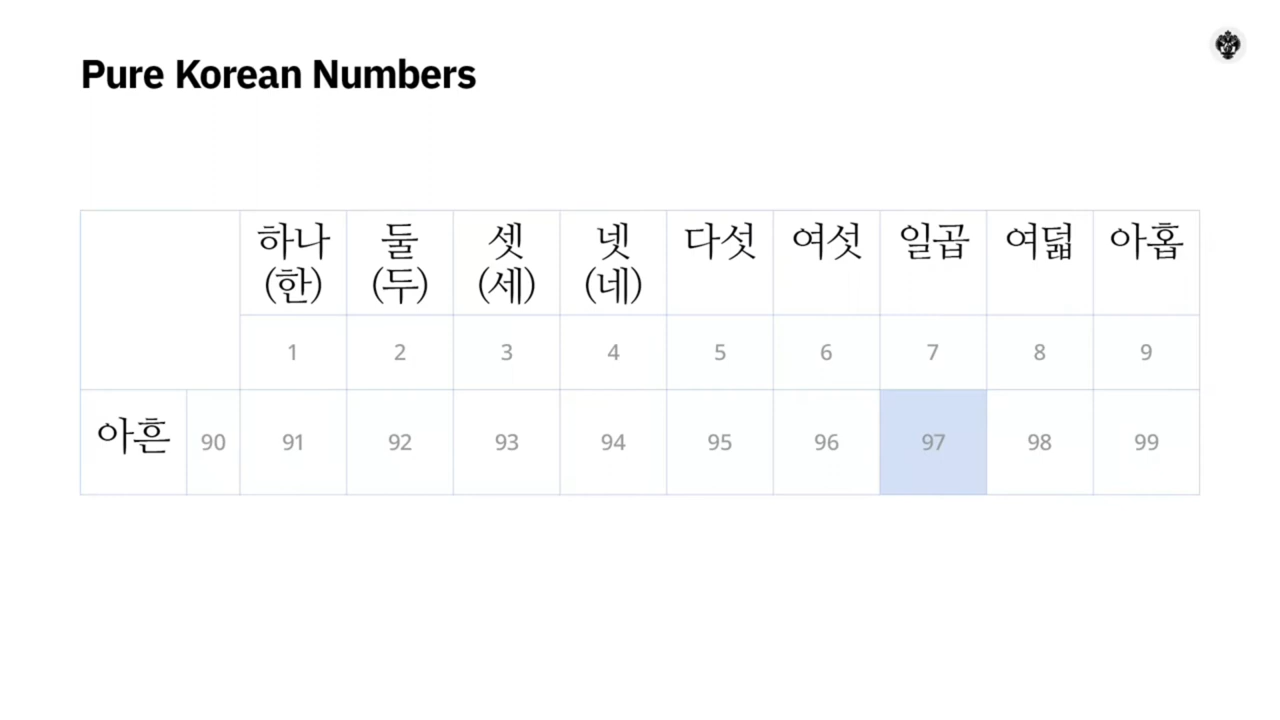 Pure Korean Numbers
하나 둘 셋 넷 다섯 여섯 일곱 여덟 아홉
(한) (두) (세) (네)
1 2 3 4 5 6 7 8 9
아흔 90 91 92 93 94 95 96 97 98 99